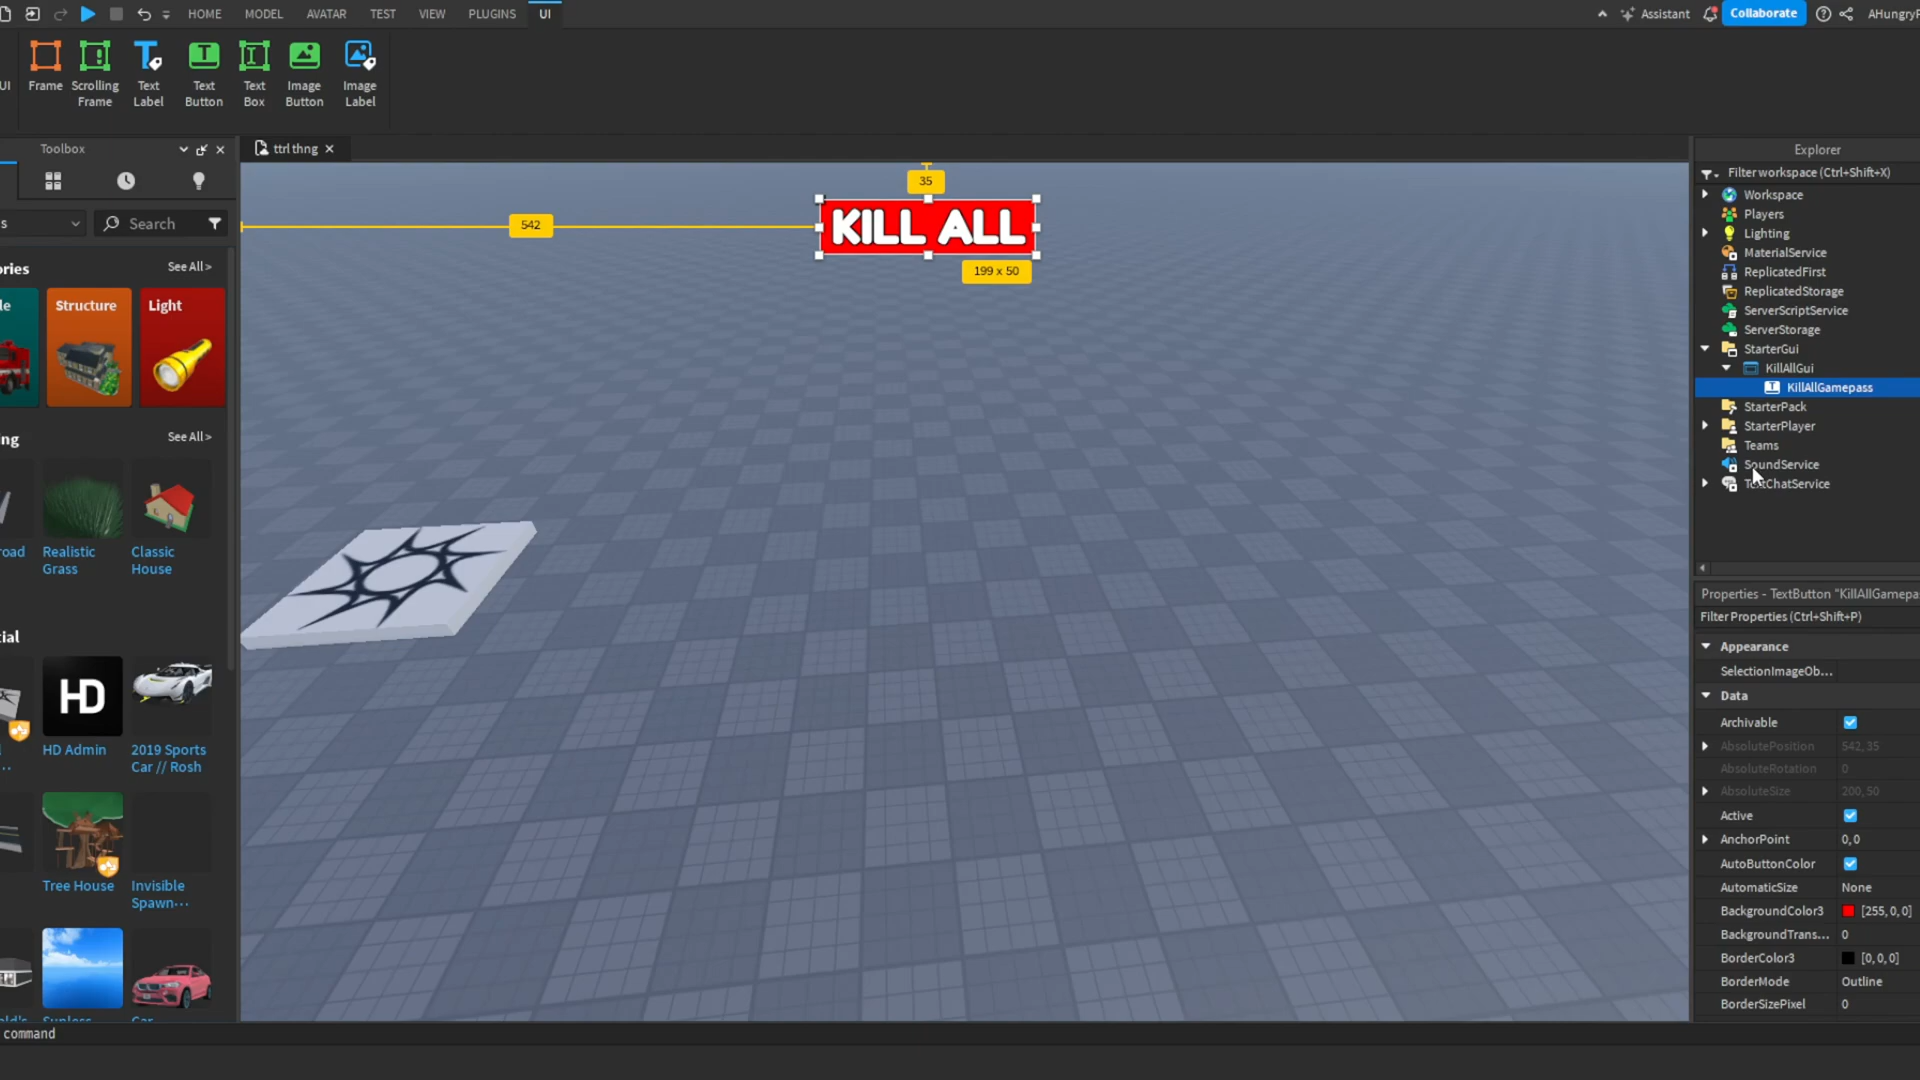 HOME MODEL AVATAR TEST VIEW PLUGINS UI
Assistant Collaborate
UI
Frame
Scrolling
Frame
Text
Label
Text
Button
Text
Box
Image
Button
Image
Label
Toolbox
Search
See All >
Structure
Light
See All >
Realistic
Grass
Classic
House
HD
HD Admin
2019 Sports
Car // Rosh
Tree House
Invisible
Spawn...
ttrl thng
35
542
KILL ALL
199 x 50
Explorer
Filter workspace (Ctrl+Shift+X)
Workspace
Players
Lighting
MaterialService
ReplicatedFirst
ReplicatedStorage
ServerScriptService
ServerStorage
StarterGui
KillAllGui
KillAllGamepass
StarterPack
StarterPlayer
Teams
SoundService
TextChatService
Properties - TextButton "KillAllGamepa
Filter Properties (Ctrl+Shift+P)
Appearance
SelectionImageOb...
Data
Archivable
AbsolutePosition 542, 35
AbsoluteRotation 0
AbsoluteSize 200, 50
Active
AnchorPoint 0, 0
AutoButtonColor
AutomaticSize None
BackgroundColor3 [255, 0, 0]
BackgroundTrans... 0
BorderColor3 [0, 0, 0]
BorderMode Outline
BorderSizePixel 0
command